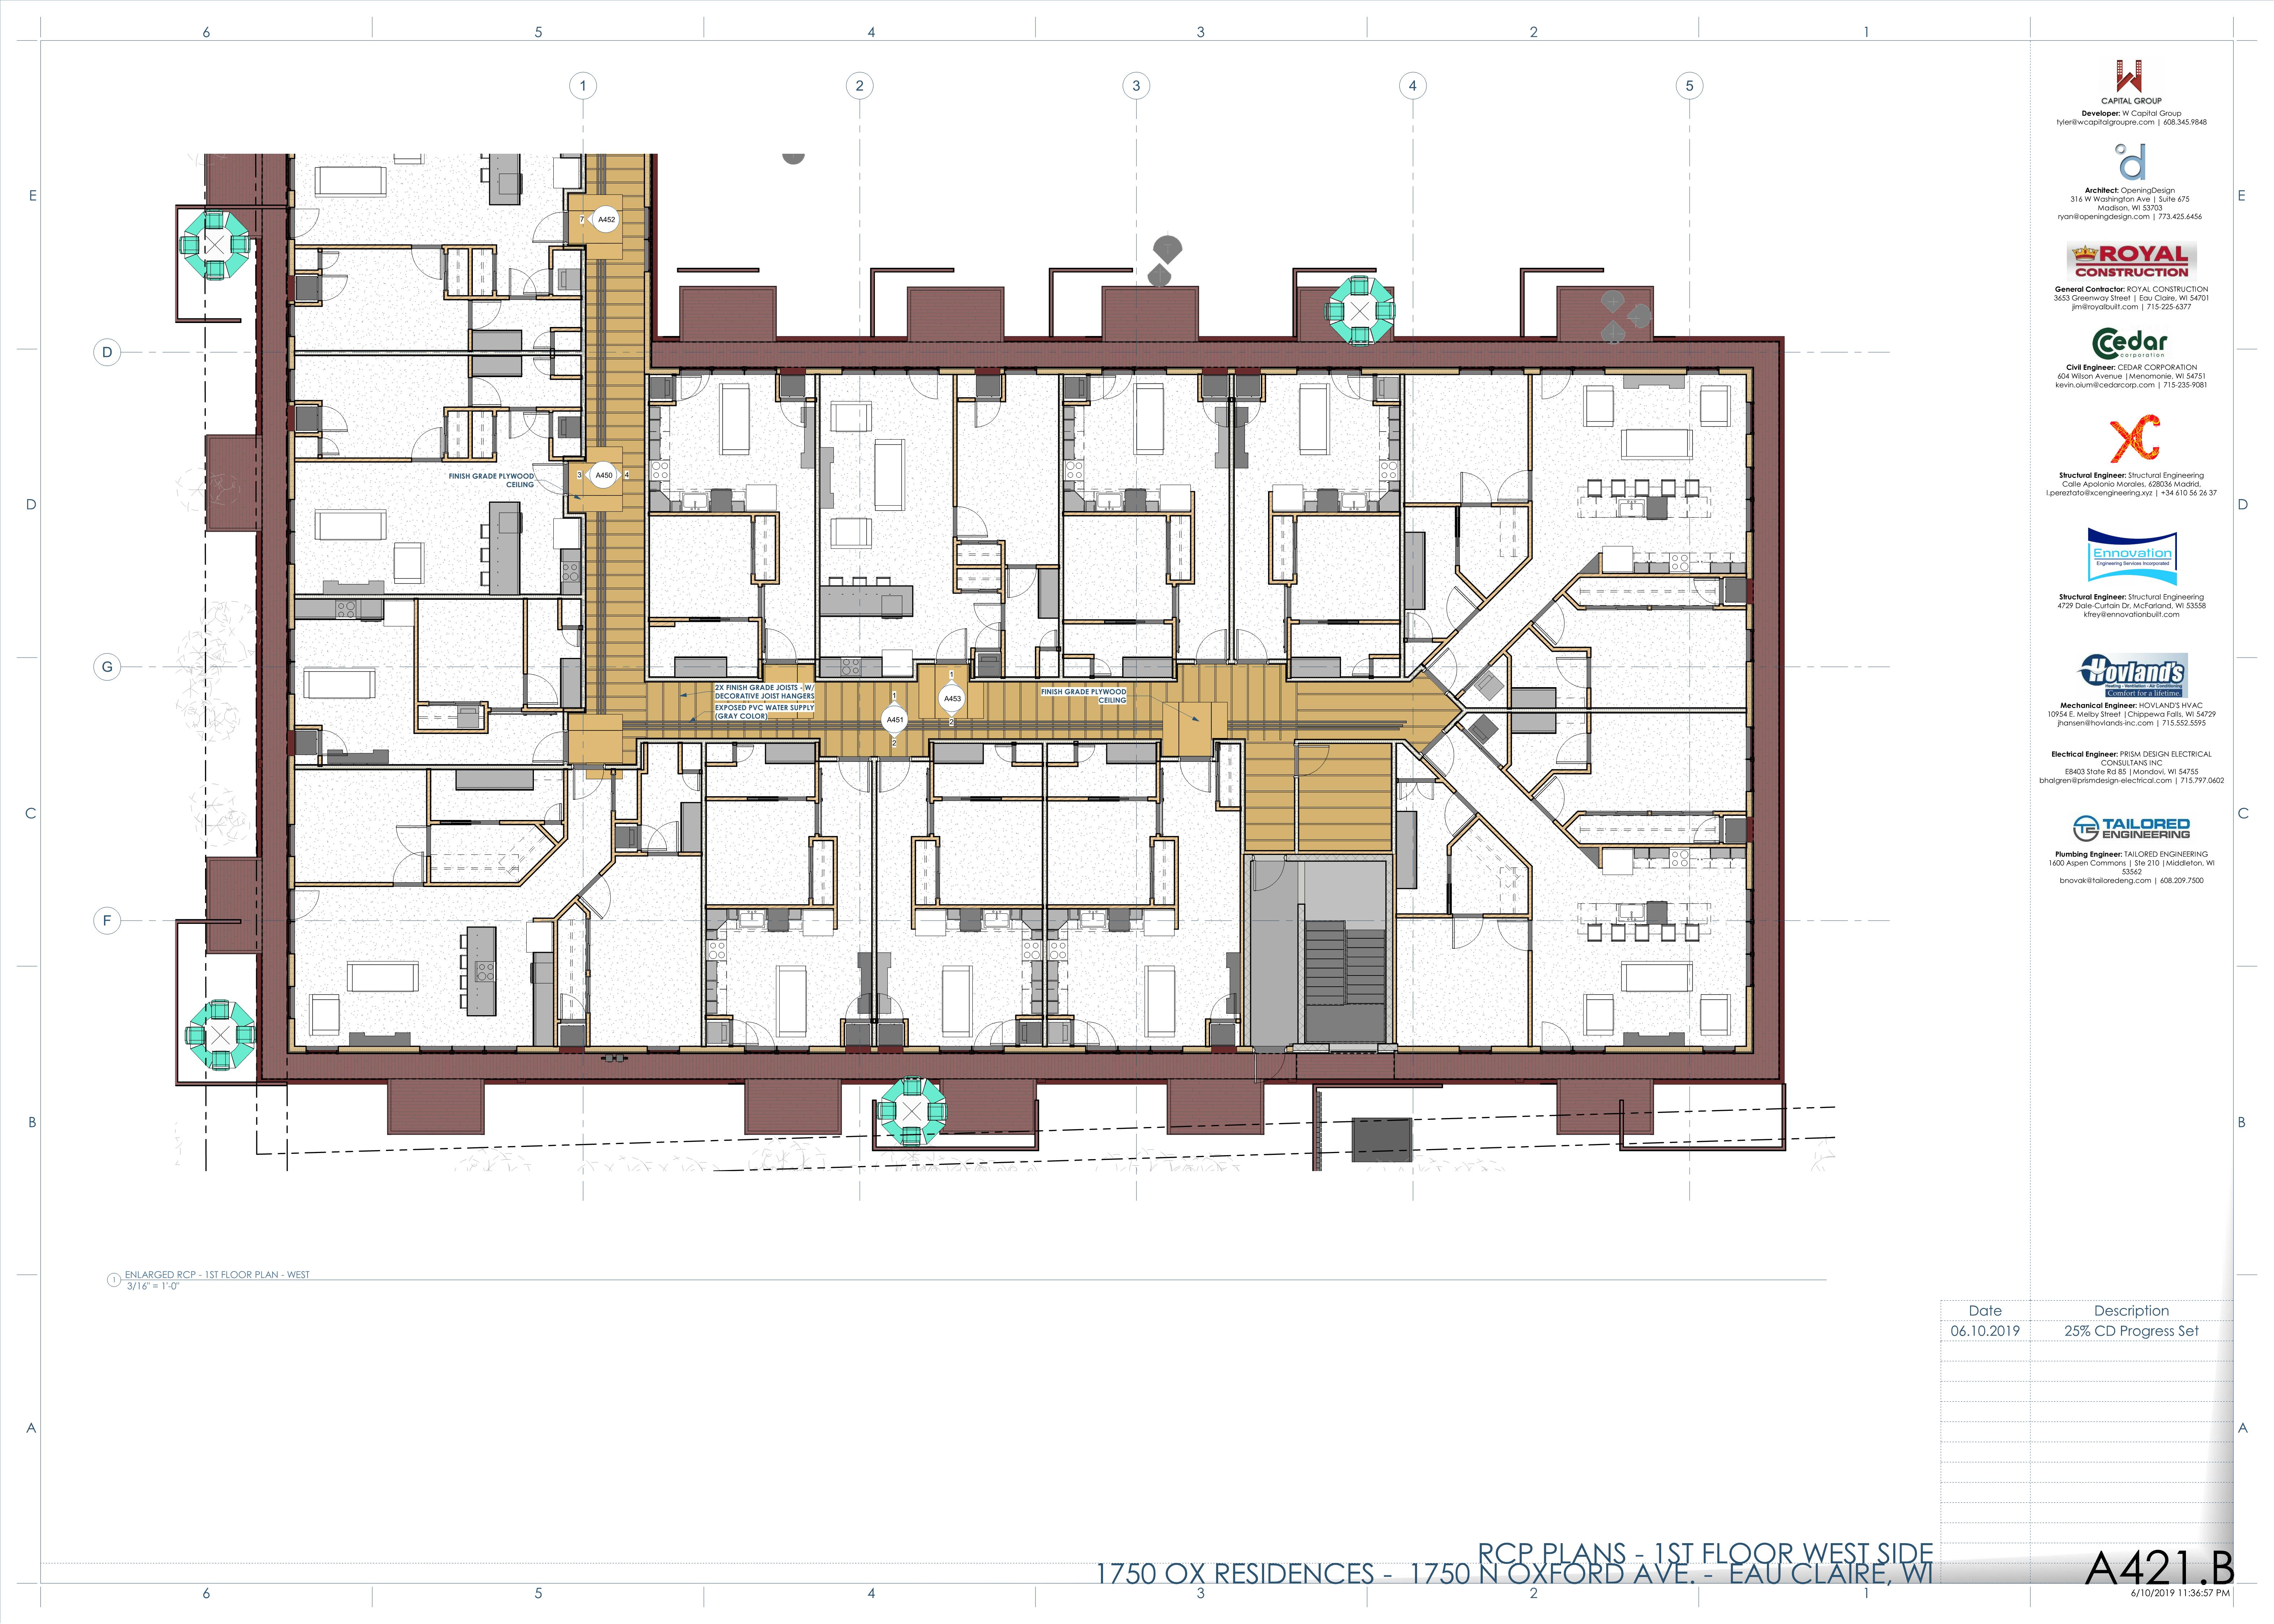 6 5 4 3 2 1
1 2 3 4 5
E
D
G
C
F
D
B
A
E
D
C
B
A
7 A452
3 A450 4
FINISH GRADE PLYWOOD
CEILING
2X FINISH GRADE JOISTS - W/
DECORATIVE JOIST HANGERS
EXPOSED PVC WATER SUPPLY
(GRAY COLOR)
1
A451
2
1
A453
2
FINISH GRADE PLYWOOD
CEILING
1 ENLARGED RCP - 1ST FLOOR PLAN - WEST
3/16" = 1'-0"
W
CAPITAL GROUP
Developer: W Capital Group
tyler@wcapitalgroupre.com | 608.345.9848
d
Architect: OpeningDesign
316 W Washington Ave | Suite 675
Madison, WI 53703
ryan@openingdesign.com | 773.425.6456
ROYAL
CONSTRUCTION
General Contractor: ROYAL CONSTRUCTION
3653 Greenway Street | Eau Claire, WI 54701
jim@royalbuilt.com | 715-225-6377
Cedar
corporation
Civil Engineer: CEDAR CORPORATION
604 Wilson Avenue |Menomonie, WI 54751
kevin.oium@cedarcorp.com | 715-235-9081
XC
Structural Engineer: Structural Engineering
Calle Apolonio Morales, 628036 Madrid,
l.pereztato@xcengineering.xyz | +34 610 56 26 37
Ennovation
Engineering Services Incorporated
Structural Engineer: Structural Engineering
4729 Dale-Curtain Dr, McFarland, WI 53558
kfrey@ennovationbuilt.com
Hovland's
Heating - Ventilation - Air Conditioning
Comfort for a lifetime
Mechanical Engineer: HOVLAND'S HVAC
10954 E. Melby Street |Chippewa Falls, WI 54729
jhansen@hovlands-inc.com | 715.552.5595
Electrical Engineer: PRISM DESIGN ELECTRICAL
CONSULTANS INC
E8403 State Rd 85 |Mondovi, WI 54755
bhalgren@prismdesign-electrical.com | 715.797.0602
TE TAILORED
ENGINEERING
Plumbing Engineer: TAILORED ENGINEERING
1600 Aspen Commons | Ste 210 |Middleton, WI
53562
bnovak@tailoredeng.com | 608.209.7500
Date Description
06.10.2019 25% CD Progress Set
RCP PLANS - 1ST FLOOR WEST SIDE
1750 OX RESIDENCES - 1750 N OXFORD AVE. - EAU CLAIRE, WI
A421.B
6/10/2019 11:36:57 PM
6 5 4 3 2 1